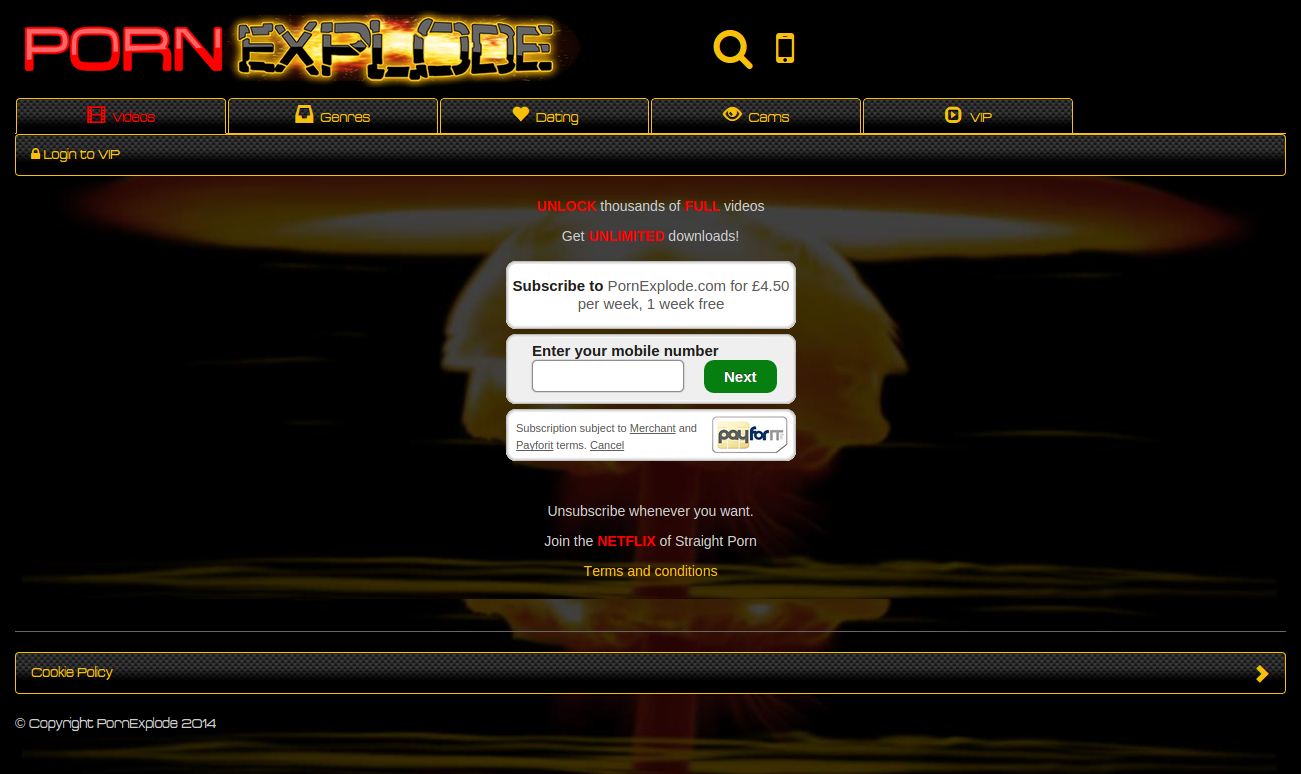 PORN EXPLODE
Videos
Genres
Dating
Cams
VIP
Login to VIP
UNLOCK thousands of FULL videos
Get UNLIMITED downloads!
Subscribe to PornExplode.com for £4.50
per week, 1 week free
Enter your mobile number
Next
Subscription subject to Merchant and
Payforit terms. Cancel
payforIT
Unsubscribe whenever you want.
Join the NETFLIX of Straight Porn
Terms and conditions
Cookie Policy
© Copyright PornExplode 2014